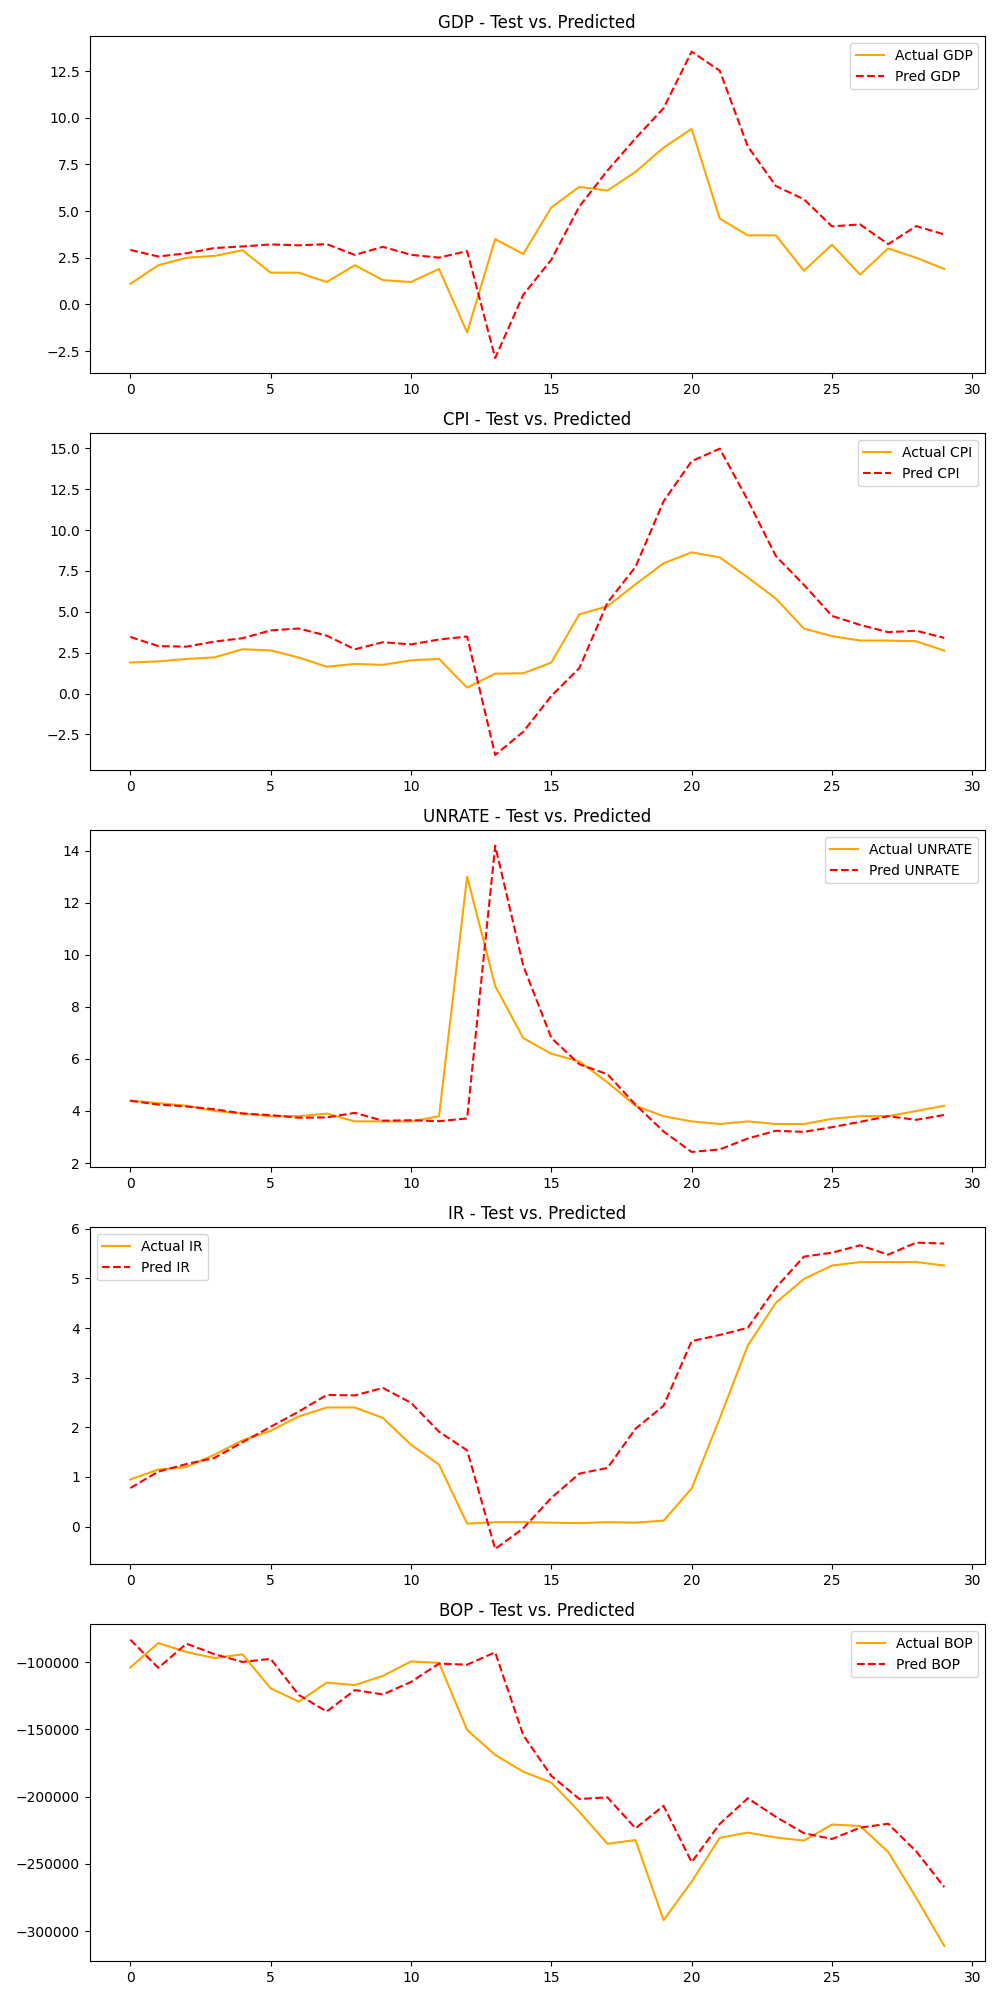 GDP - Test vs. Predicted
Actual GDP
Pred GDP
12.5
10.0
7.5
5.0
2.5
0.0
−2.5
0 5 10 15 20 25 30
CPI - Test vs. Predicted
Actual CPI
Pred CPI
15.0
12.5
10.0
7.5
5.0
2.5
0.0
−2.5
0 5 10 15 20 25 30
UNRATE - Test vs. Predicted
Actual UNRATE
Pred UNRATE
14
12
10
8
6
4
2
0 5 10 15 20 25 30
IR - Test vs. Predicted
Actual IR
Pred IR
6
5
4
3
2
1
0
0 5 10 15 20 25 30
BOP - Test vs. Predicted
Actual BOP
Pred BOP
−100000
−150000
−200000
−250000
−300000
0 5 10 15 20 25 30